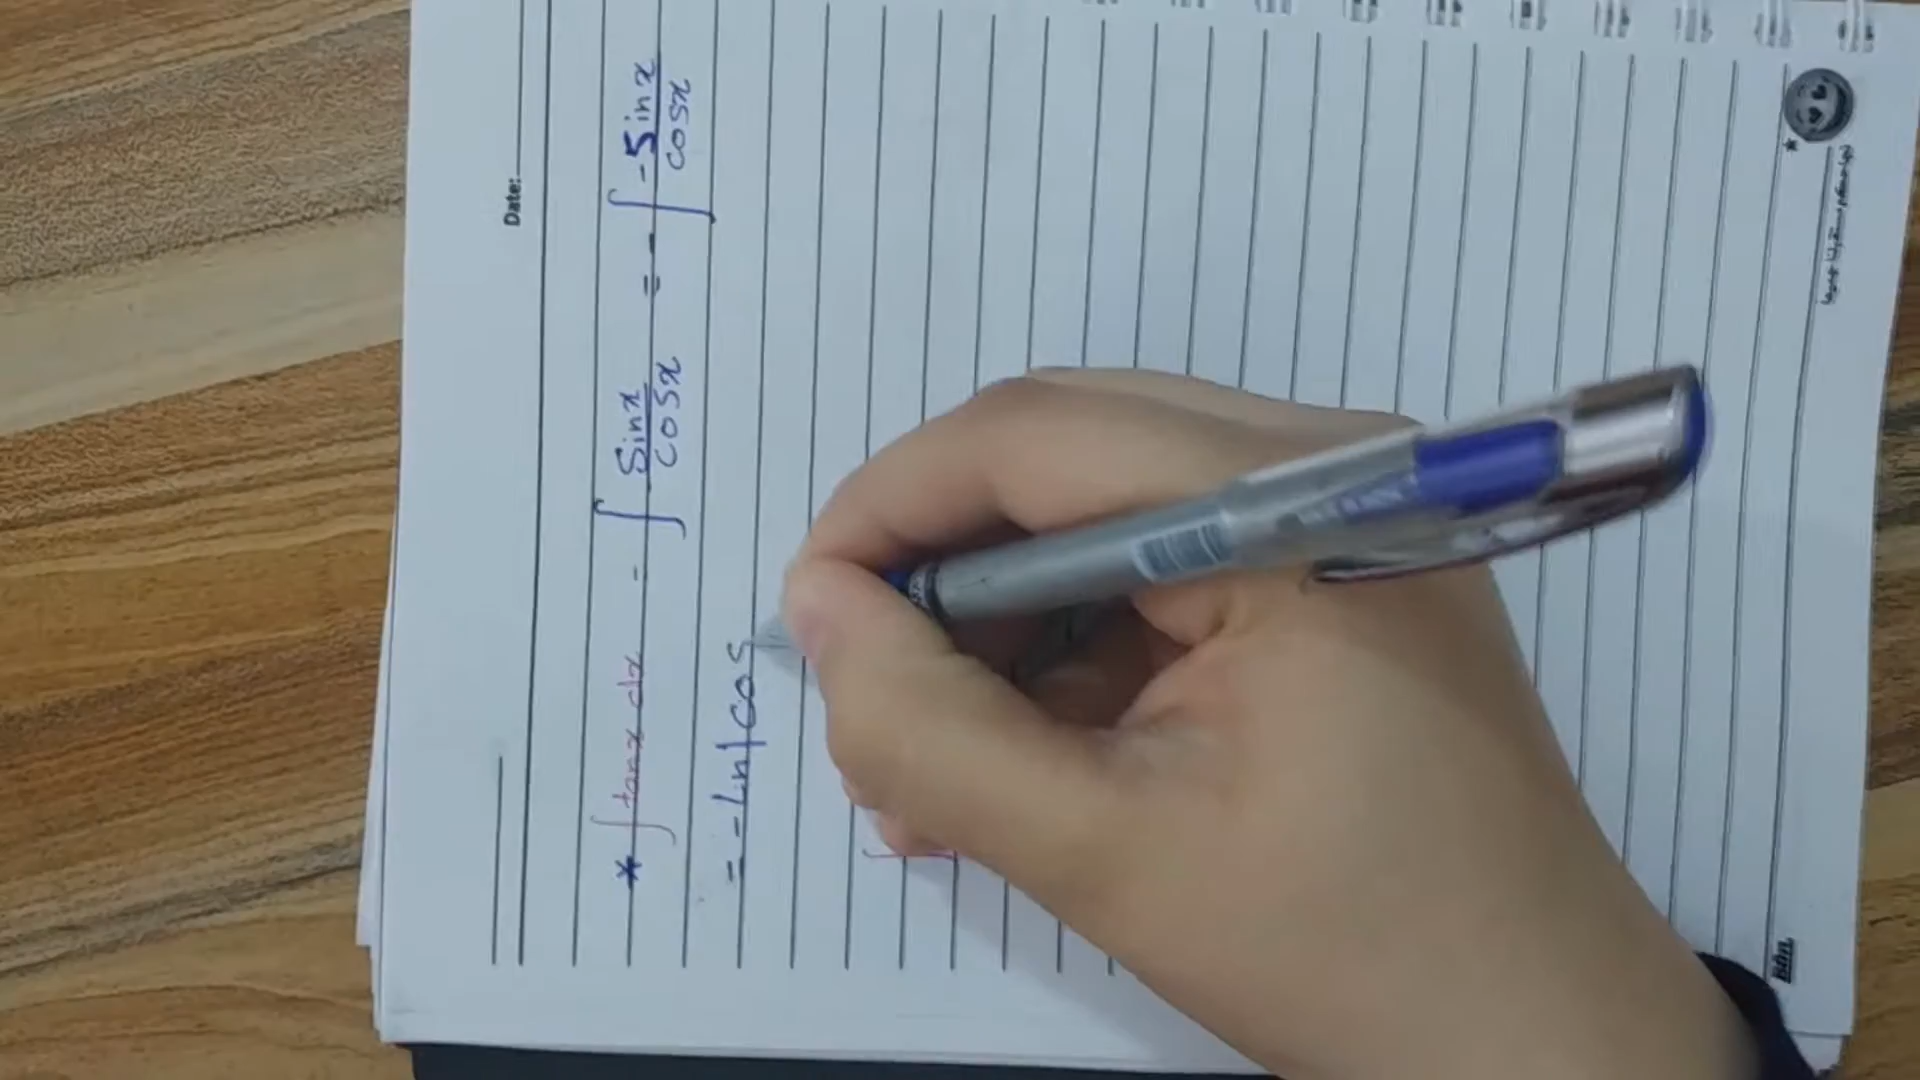 Date:
* ∫ tanx dx = ∫ Sinx/cosx = - ∫ -Sinx/cosx
= - Ln|cos